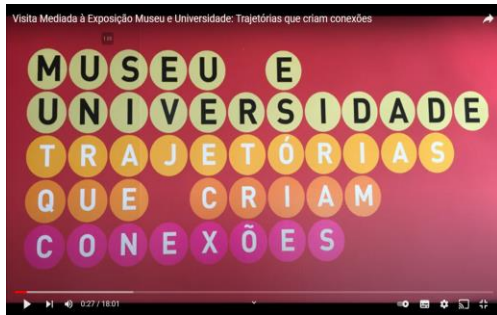 Visita Mediada à Exposição Museu e Universidade: Trajetórias que criam conexões
MUSEU E
UNIVERSIDADE
TRAJETÓRIAS
QUE CRIAM
CONEXÕES
0:27 / 18:01